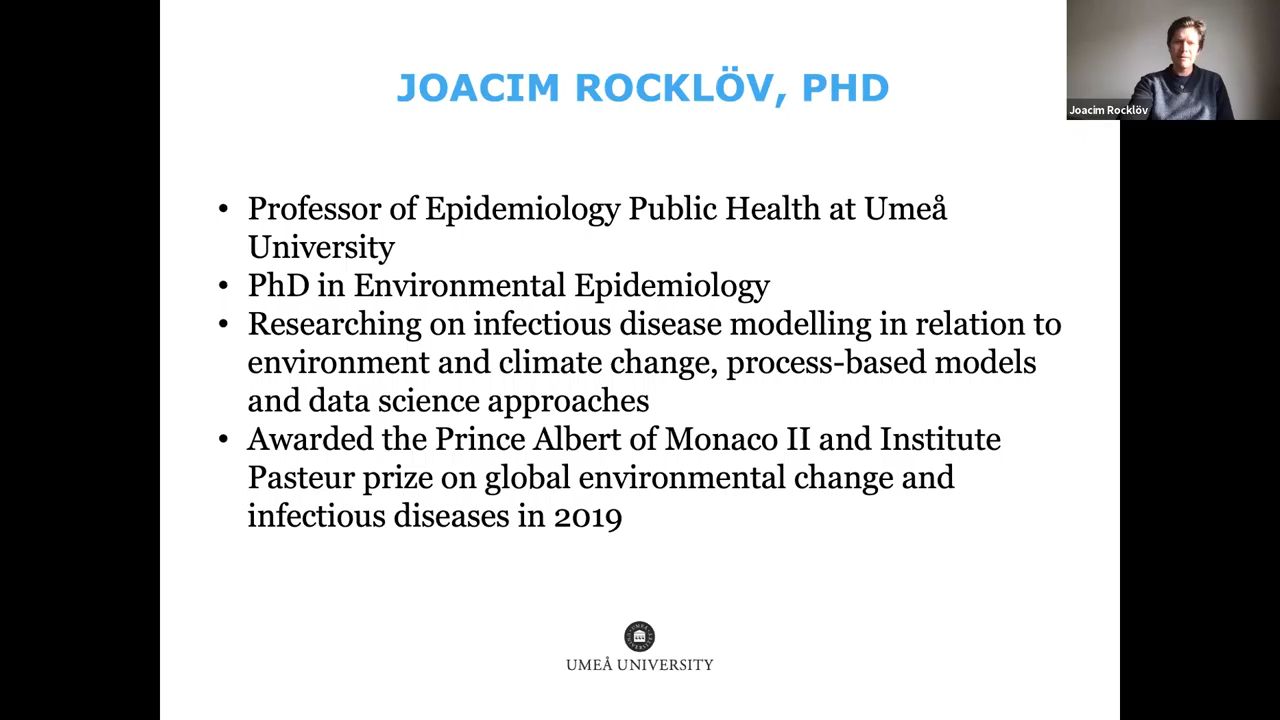 JOACIM ROCKLÖV, PHD
Joacim Rocklöv
• Professor of Epidemiology Public Health at Umeå
University
• PhD in Environmental Epidemiology
• Researching on infectious disease modelling in relation to
environment and climate change, process-based models
and data science approaches
• Awarded the Prince Albert of Monaco II and Institute
Pasteur prize on global environmental change and
infectious diseases in 2019
UMEÅ UNIVERSITY